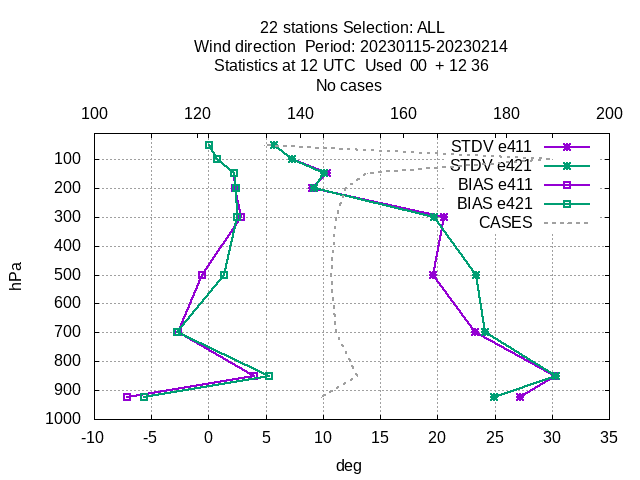 22 stations Selection: ALL
Wind direction  Period: 20230115-20230214
Statistics at 12 UTC  Used  00  + 12 36
No cases
100 120 140 160 180 200
STDV e411
STDV e421
BIAS e411
BIAS e421
CASES
100
200
300
400
500
600
700
800
900
1000
hPa
-10 -5 0 5 10 15 20 25 30 35
deg